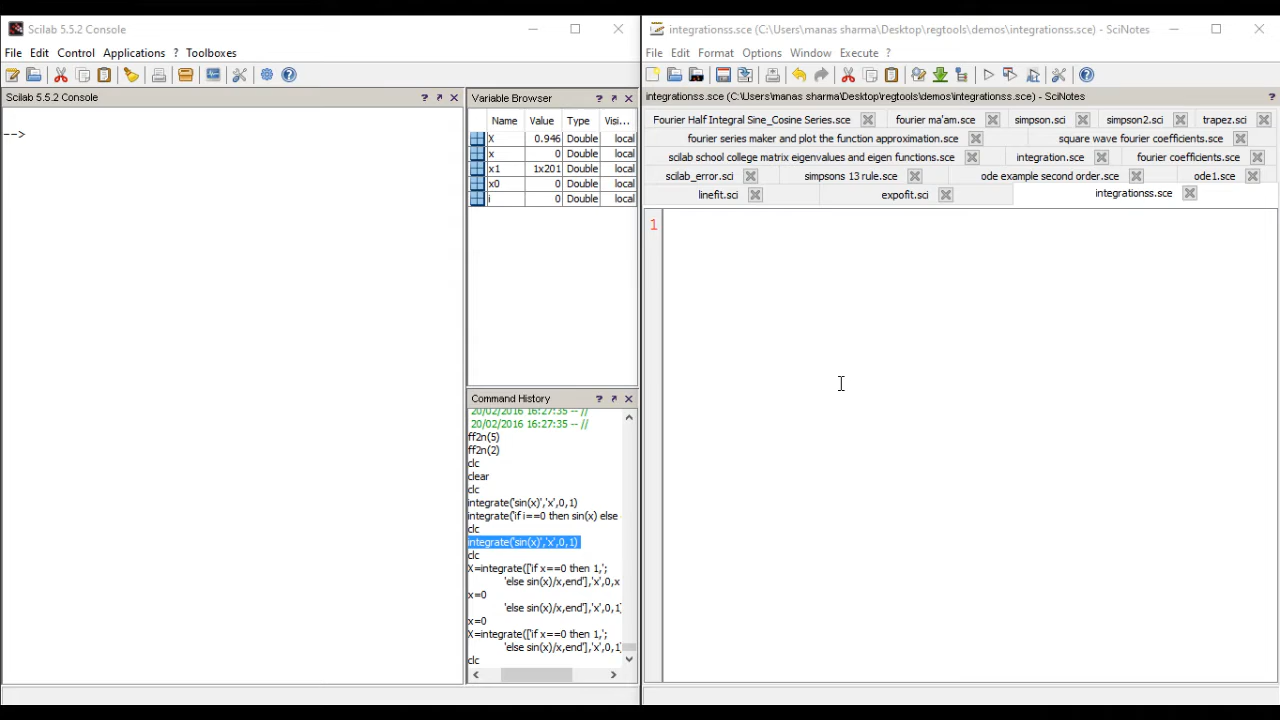 Scilab 5.5.2 Console
File Edit Control Applications ? Toolboxes
Scilab 5.5.2 Console
-->
Variable Browser
Name Value Type Visi...
X 0.946 Double local
x 0 Double local
x1 1x201 Double local
x0 0 Double local
i 0 Double local
Command History
20/02/2016 16:27:35 -- //
20/02/2016 16:27:35 -- //
ff2n(5)
ff2n(2)
clc
clear
clc
integrate('sin(x)','x',0,1)
integrate('if i==0 then sin(x) else
clc
integrate('sin(x)','x',0,1)
clc
X=integrate(['if x==0 then 1,';
'else sin(x)/x,end'],'x',0,x
x=0
'else sin(x)/x,end'],'x',0,1)
x=0
X=integrate(['if x==0 then 1,';
'else sin(x)/x,end'],'x',0,1)
clc
integrationss.sce (C:\Users\manas sharma\Desktop\regtools\demos\integrationss.sce) - SciNotes
File Edit Format Options Window Execute ?
integrationss.sce (C:\Users\manas sharma\Desktop\regtools\demos\integrationss.sce) - SciNotes
Fourier Half Integral Sine_Cosine Series.sce fourier ma'am.sce simpson.sci simpson2.sci trapez.sci
fourier series maker and plot the function approximation.sce square wave fourier coefficients.sce
scilab school college matrix eigenvalues and eigen functions.sce integration.sce fourier coefficients.sce
scilab_error.sci simpsons 13 rule.sce ode example second order.sce ode1.sce
linefit.sci expofit.sci integrationss.sce
1